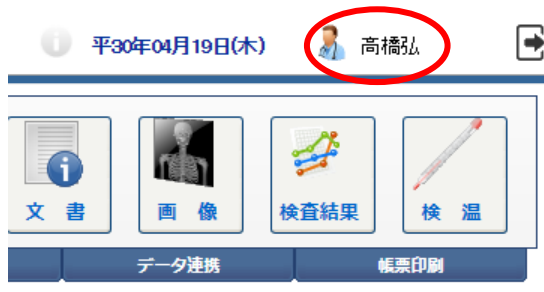 平30年04月19日(木) 高橋弘
文 書 画 像 検査結果 検 温
データ連携 帳票印刷